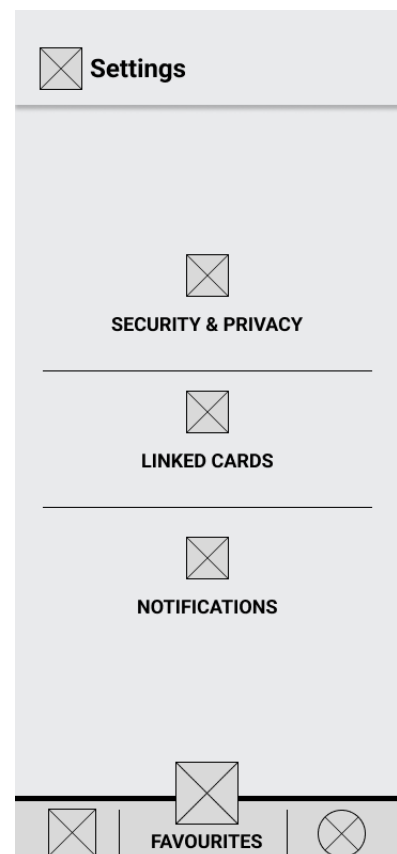 Settings
SECURITY & PRIVACY
LINKED CARDS
NOTIFICATIONS
FAVOURITES